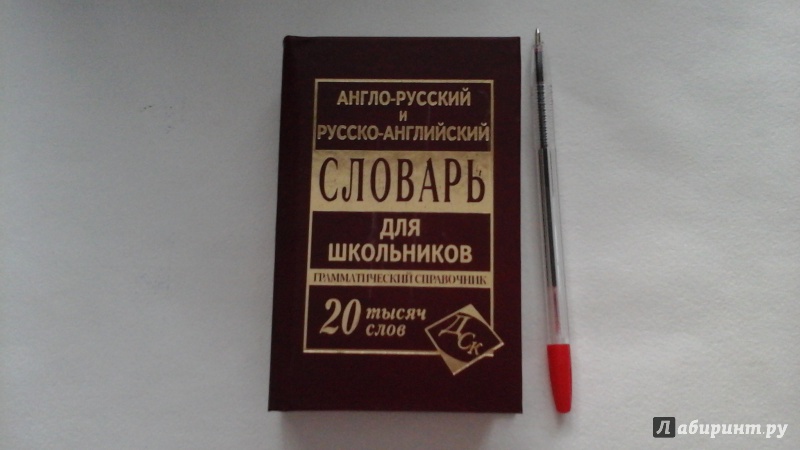 АНГЛО-РУССКИЙ
И
РУССКО-АНГЛИЙСКИЙ
СЛОВАРЬ
ДЛЯ
ШКОЛЬНИКОВ
ГРАММАТИЧЕСКИЙ СПРАВОЧНИК
20 тысяч
слов
ДСК
Лабиринт.ру